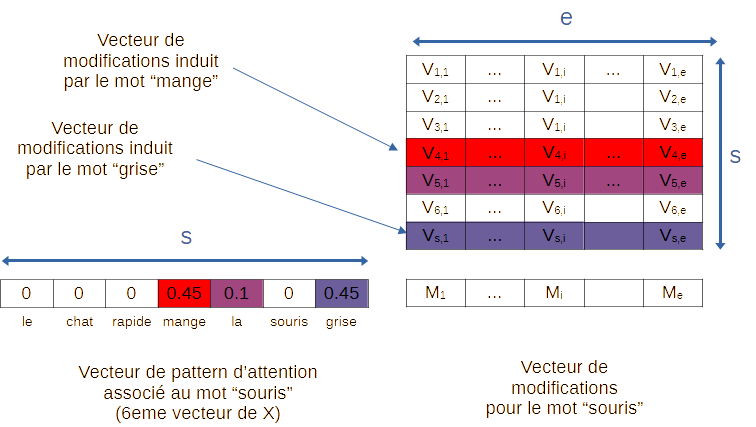 e
Vecteur de
modifications induit
par le mot “mange”
Vecteur de
modifications induit
par le mot “grise”
V1,1 ... V1,i ... V1,e
V2,1 ... V1,i V2,e
V3,1 ... V1,i V3,e
V4,1 ... V4,i ... V4,e
V5,1 ... V5,i ... V5,e
V6,1 ... V6,i V6,e
Vs,1 ... Vs,i Vs,e
s
s
0 0 0 0.45 0.1 0 0.45
le chat rapide mange la souris grise
M1 ... Mi Me
Vecteur de pattern d’attention
associé au mot “souris”
(6eme vecteur de X)
Vecteur de
modifications
pour le mot “souris”